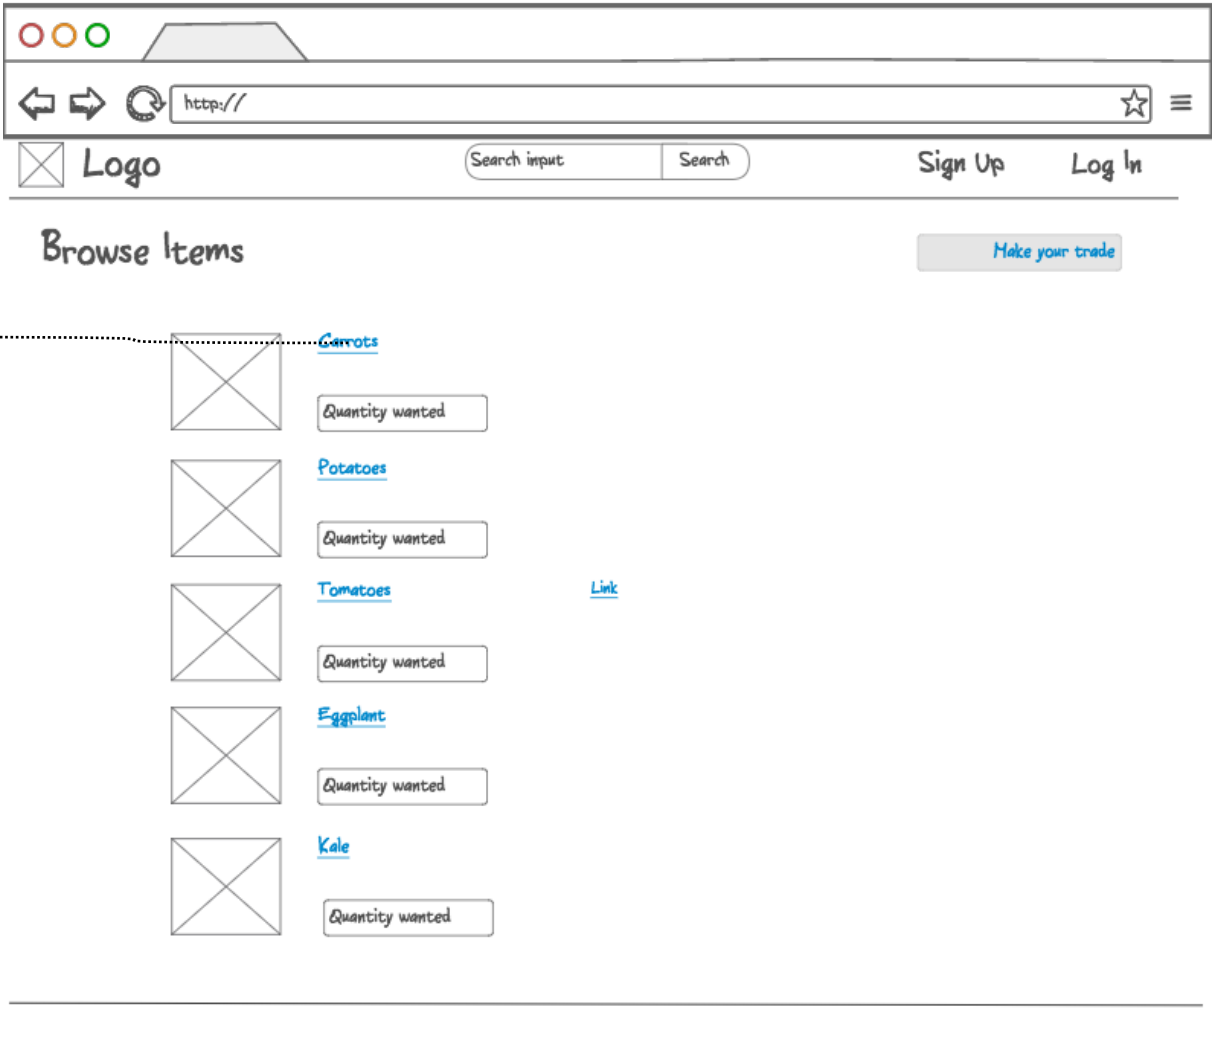 http://
Logo
Search input
Search
Sign Up
Log In
Browse Items
Make your trade
Carrots
Quantity wanted
Potatoes
Quantity wanted
Tomatoes
Link
Quantity wanted
Eggplant
Quantity wanted
Kale
Quantity wanted